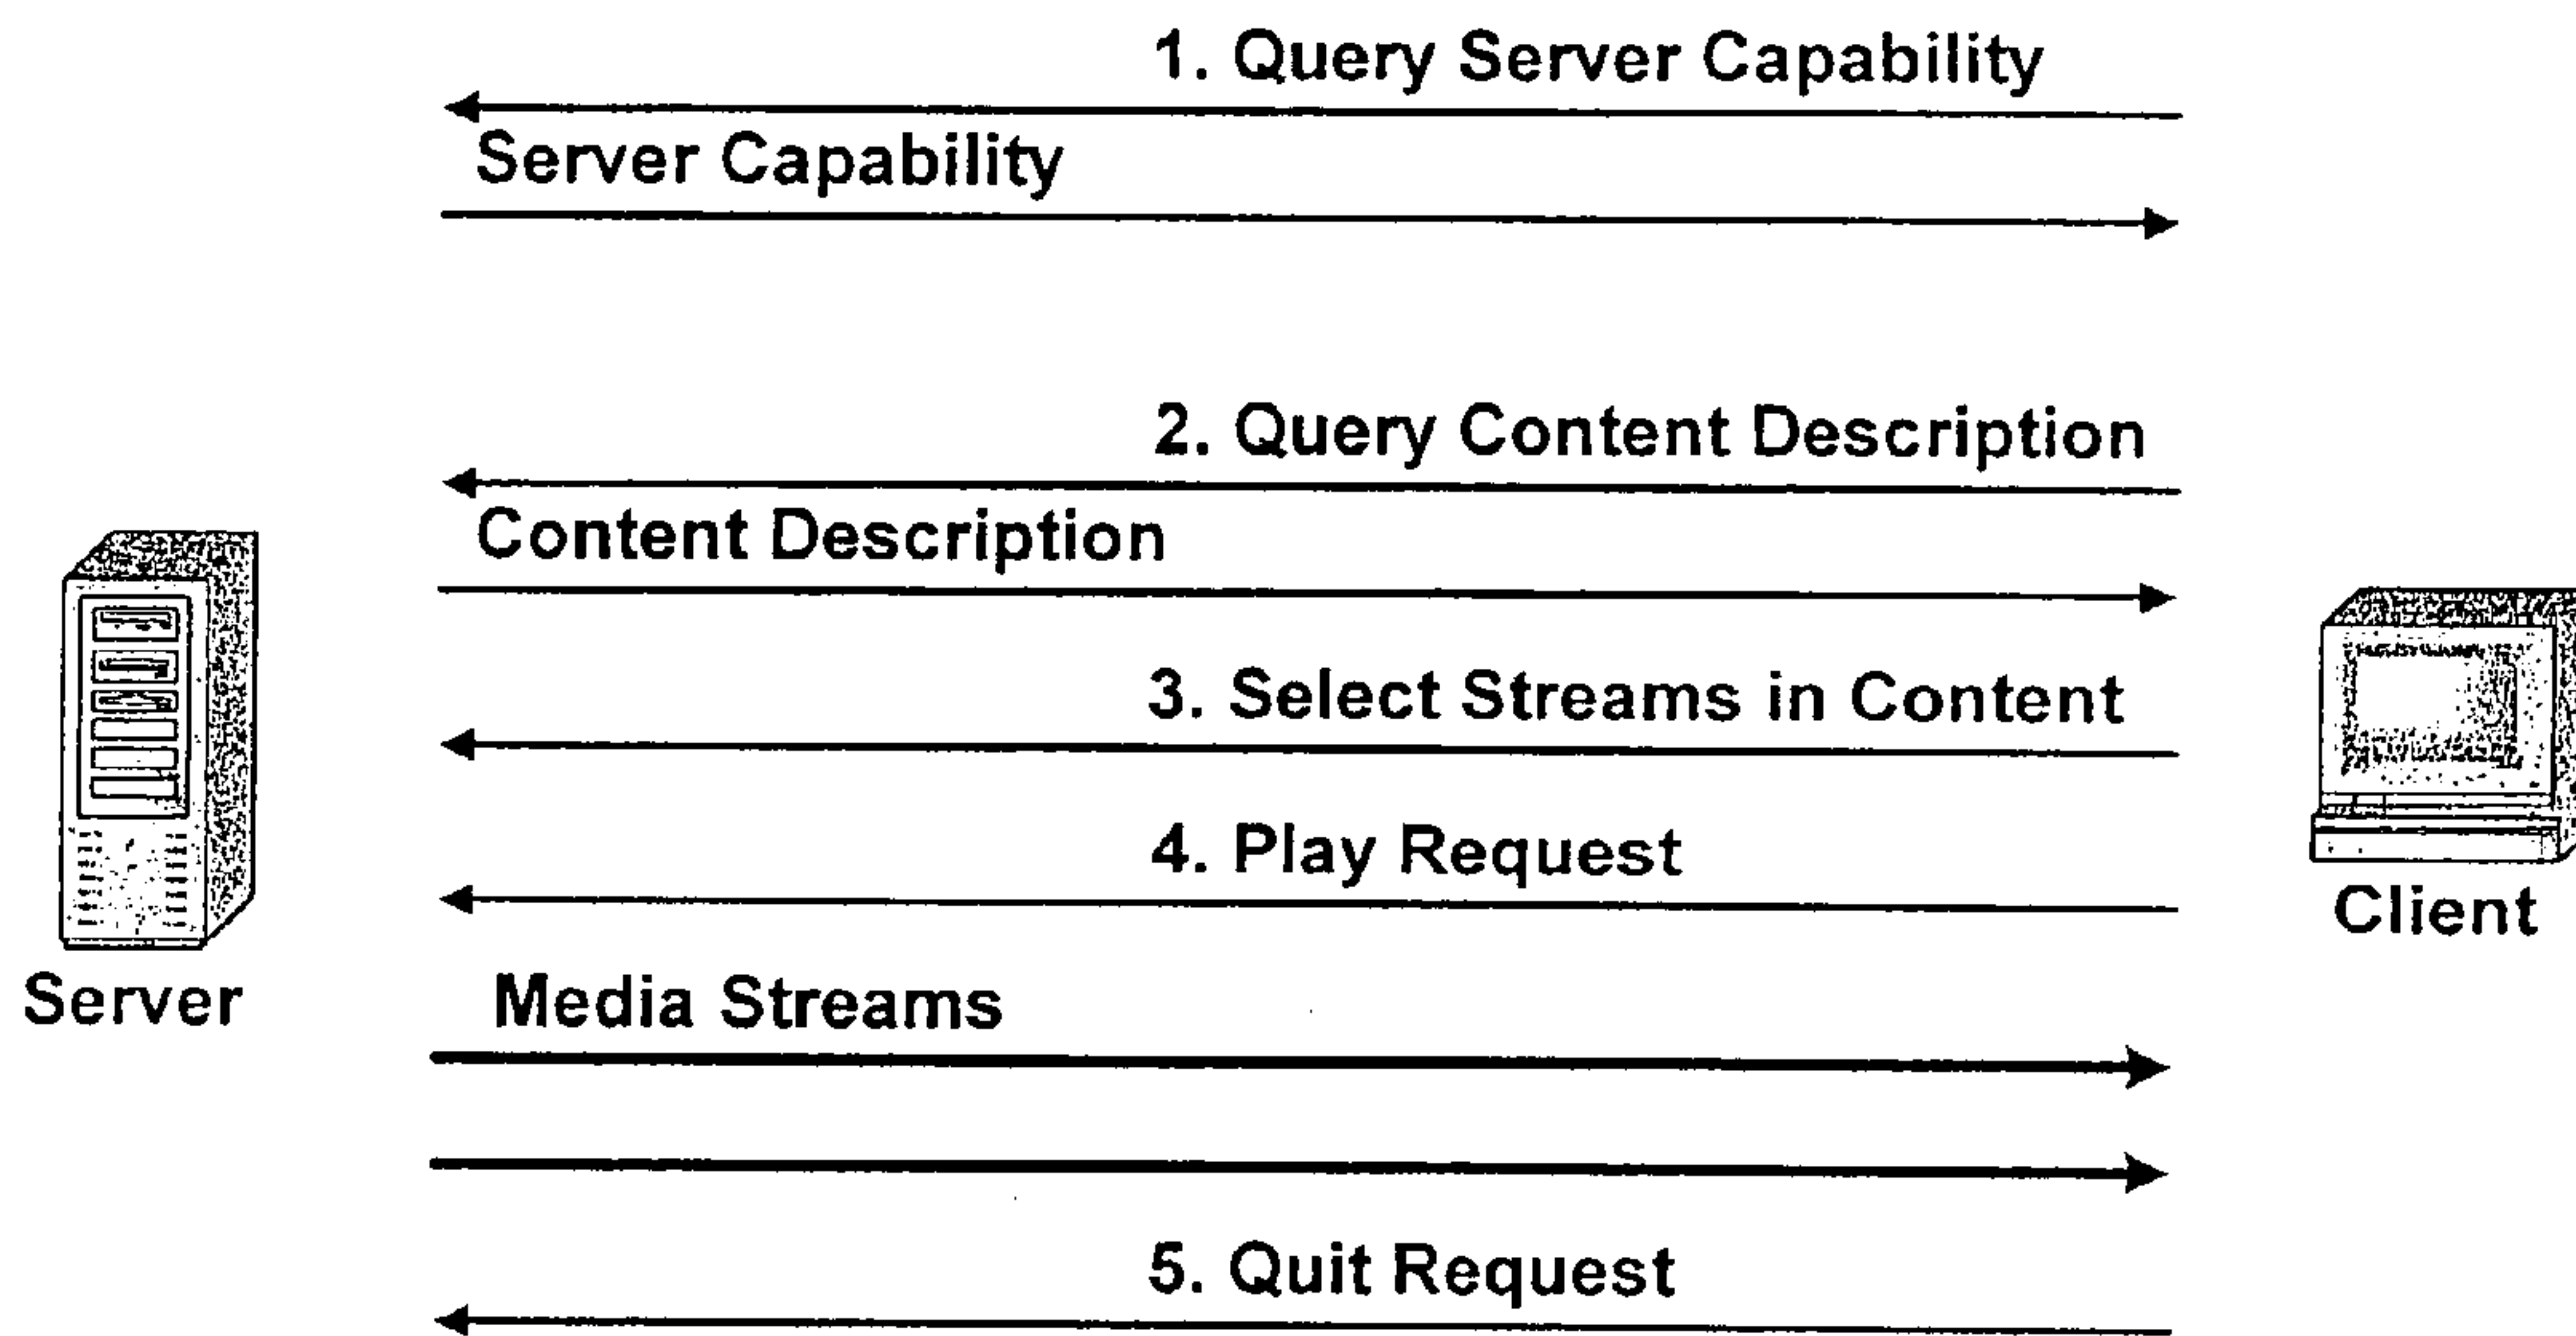 1. Query Server Capability
Server Capability
2. Query Content Description
Content Description
3. Select Streams in Content
4. Play Request
Client
Server
Media Streams
5. Quit Request